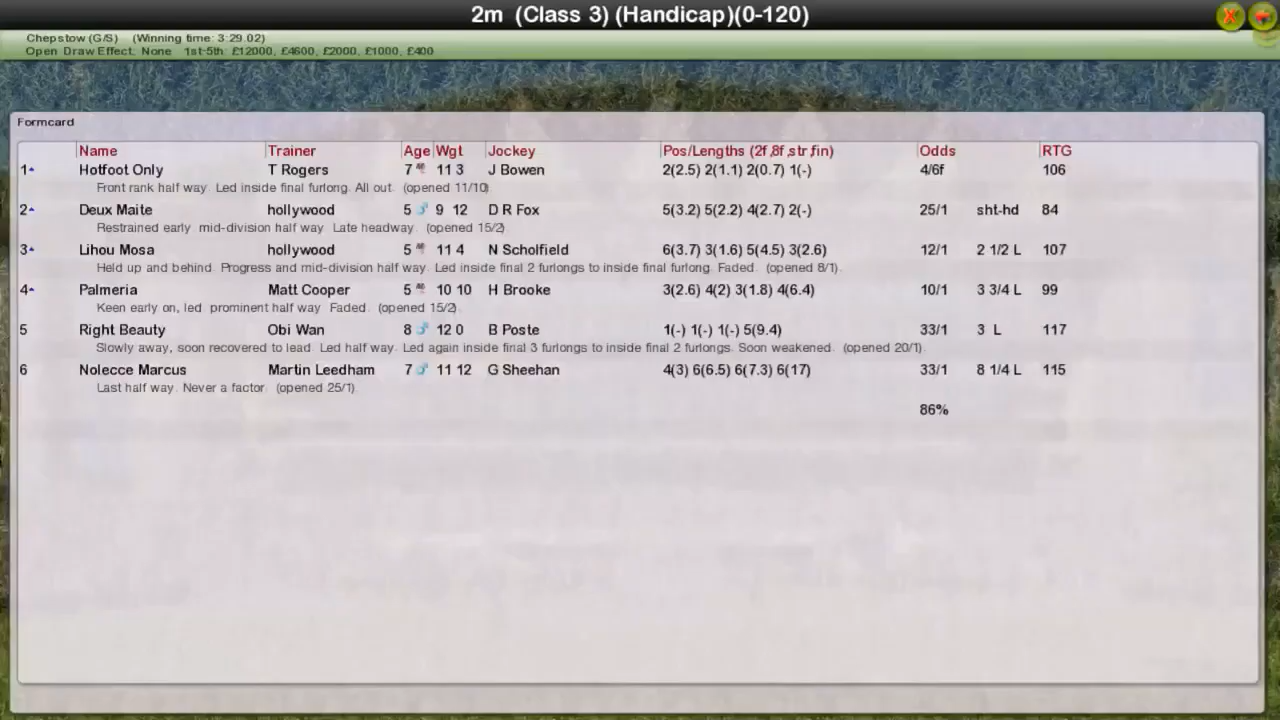 2m (Class 3) (Handicap)(0-120)
Chepstow (G/S) (Winning time: 3:29.02)
Open Draw Effect, None 1st-5th: £12000, £4600, £2000, £1000, £400
Formcard
Name Trainer Age Wgt Jockey Pos/Lengths (2f,8f,str,fin) Odds RTG
1 Hotfoot Only T Rogers 7 11 3 J Bowen 2(2.5) 2(1.1) 2(0.7) 1(-) 4/6f 106
Front rank half way Led inside final furlong. All out. (opened 11/10)
2 Deux Maite hollywood 5 9 12 D R Fox 5(3.2) 5(2.2) 4(2.7) 2(-) 25/1 sht-hd 84
Restrained early mid-division half way Late headway (opened 15/2)
3 Lihou Mosa hollywood 5 11 4 N Scholfield 6(3.7) 3(1.6) 5(4.5) 3(2.6) 12/1 2 1/2 L 107
Held up and behind. Progress and mid-division half way. Led inside final 2 furlongs to inside final furlong. Faded. (opened 8/1).
4 Palmeria Matt Cooper 5 10 10 H Brooke 3(2.6) 4(2) 3(1.8) 4(6.4) 10/1 3 3/4 L 99
Keen early on, led prominent half way Faded. (opened 15/2)
5 Right Beauty Obi Wan 8 12 0 B Poste 1(-) 1(-) 1(-) 5(9.4) 33/1 3 L 117
Slowly away, soon recovered to lead. Led half way. Led again inside final 3 furlongs to inside final 2 furlongs. Soon weakened. (opened 20/1).
6 Nolecce Marcus Martin Leedham 7 11 12 G Sheehan 4(3) 6(6.5) 6(7.3) 6(17) 33/1 8 1/4 L 115
Last half way. Never a factor. (opened 25/1).
86%